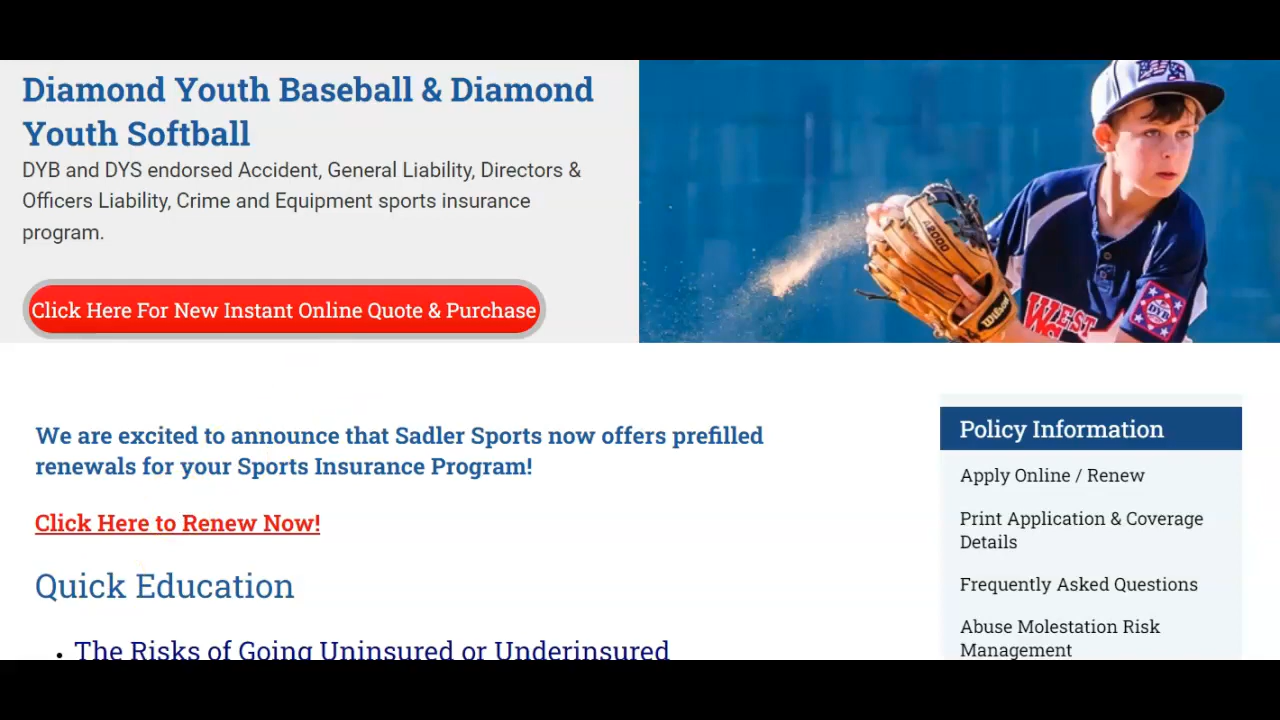 Diamond Youth Baseball & Diamond
Youth Softball
DYB and DYS endorsed Accident, General Liability, Directors &
Officers Liability, Crime and Equipment sports insurance
program.
Click Here For New Instant Online Quote & Purchase
A2000
Wilson
WEST
DYB
We are excited to announce that Sadler Sports now offers prefilled
renewals for your Sports Insurance Program!
Click Here to Renew Now!
Quick Education
• The Risks of Going Uninsured or Underinsured
Policy Information
Apply Online / Renew
Print Application & Coverage
Details
Frequently Asked Questions
Abuse Molestation Risk
Management